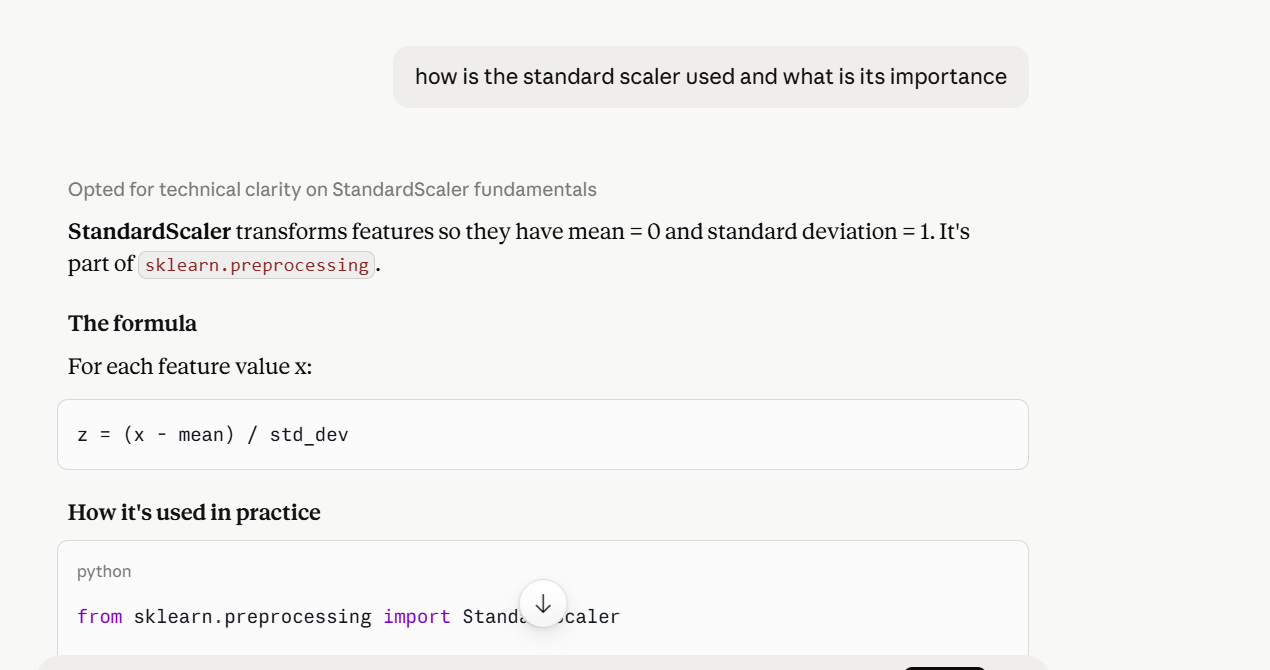 how is the standard scaler used and what is its importance
Opted for technical clarity on StandardScaler fundamentals
StandardScaler transforms features so they have mean = 0 and standard deviation = 1. It's
part of sklearn.preprocessing.
The formula
For each feature value x:
z = (x - mean) / std_dev
How it's used in practice
python
from sklearn.preprocessing import StandardScaler